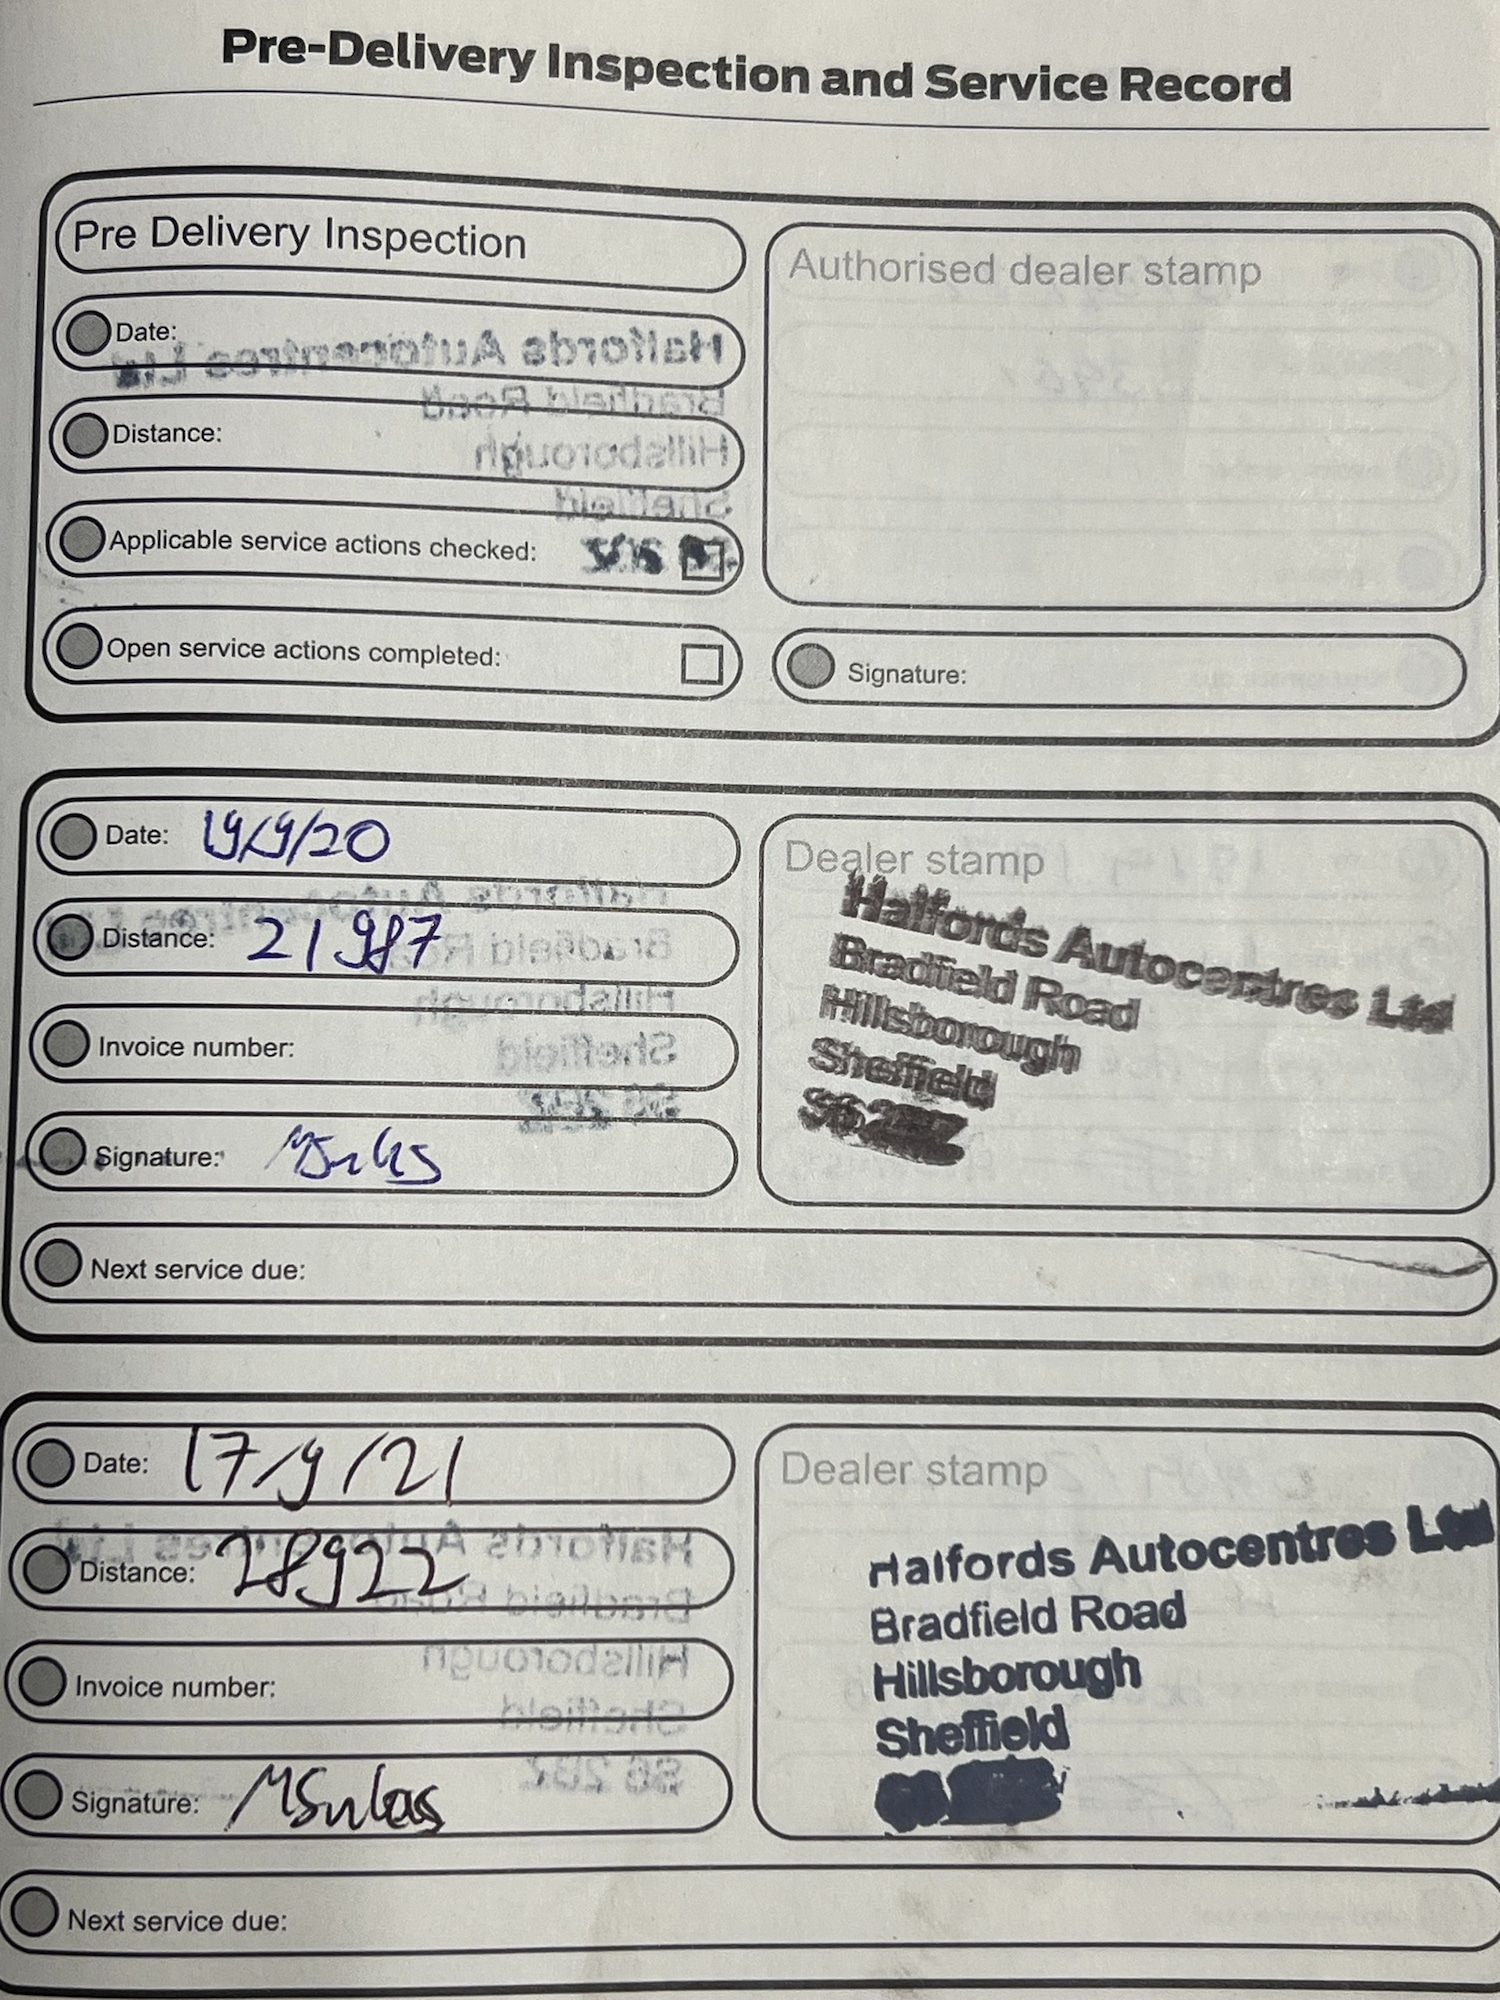 Pre-Delivery Inspection and Service Record
Pre Delivery Inspection
Authorised dealer stamp
Date:
Distance:
Applicable service actions checked:
Open service actions completed:
Signature:
Date: 19/9/20
Distance: 21987
Invoice number:
Signature:
Next service due:
Dealer stamp
Halfords Autocentres Ltd
Bradfield Road
Hillsborough
Sheffield
Date: 17/9/21
Distance: 28922
Invoice number:
Signature:
Next service due:
Dealer stamp
Halfords Autocentres Ltd
Bradfield Road
Hillsborough
Sheffield